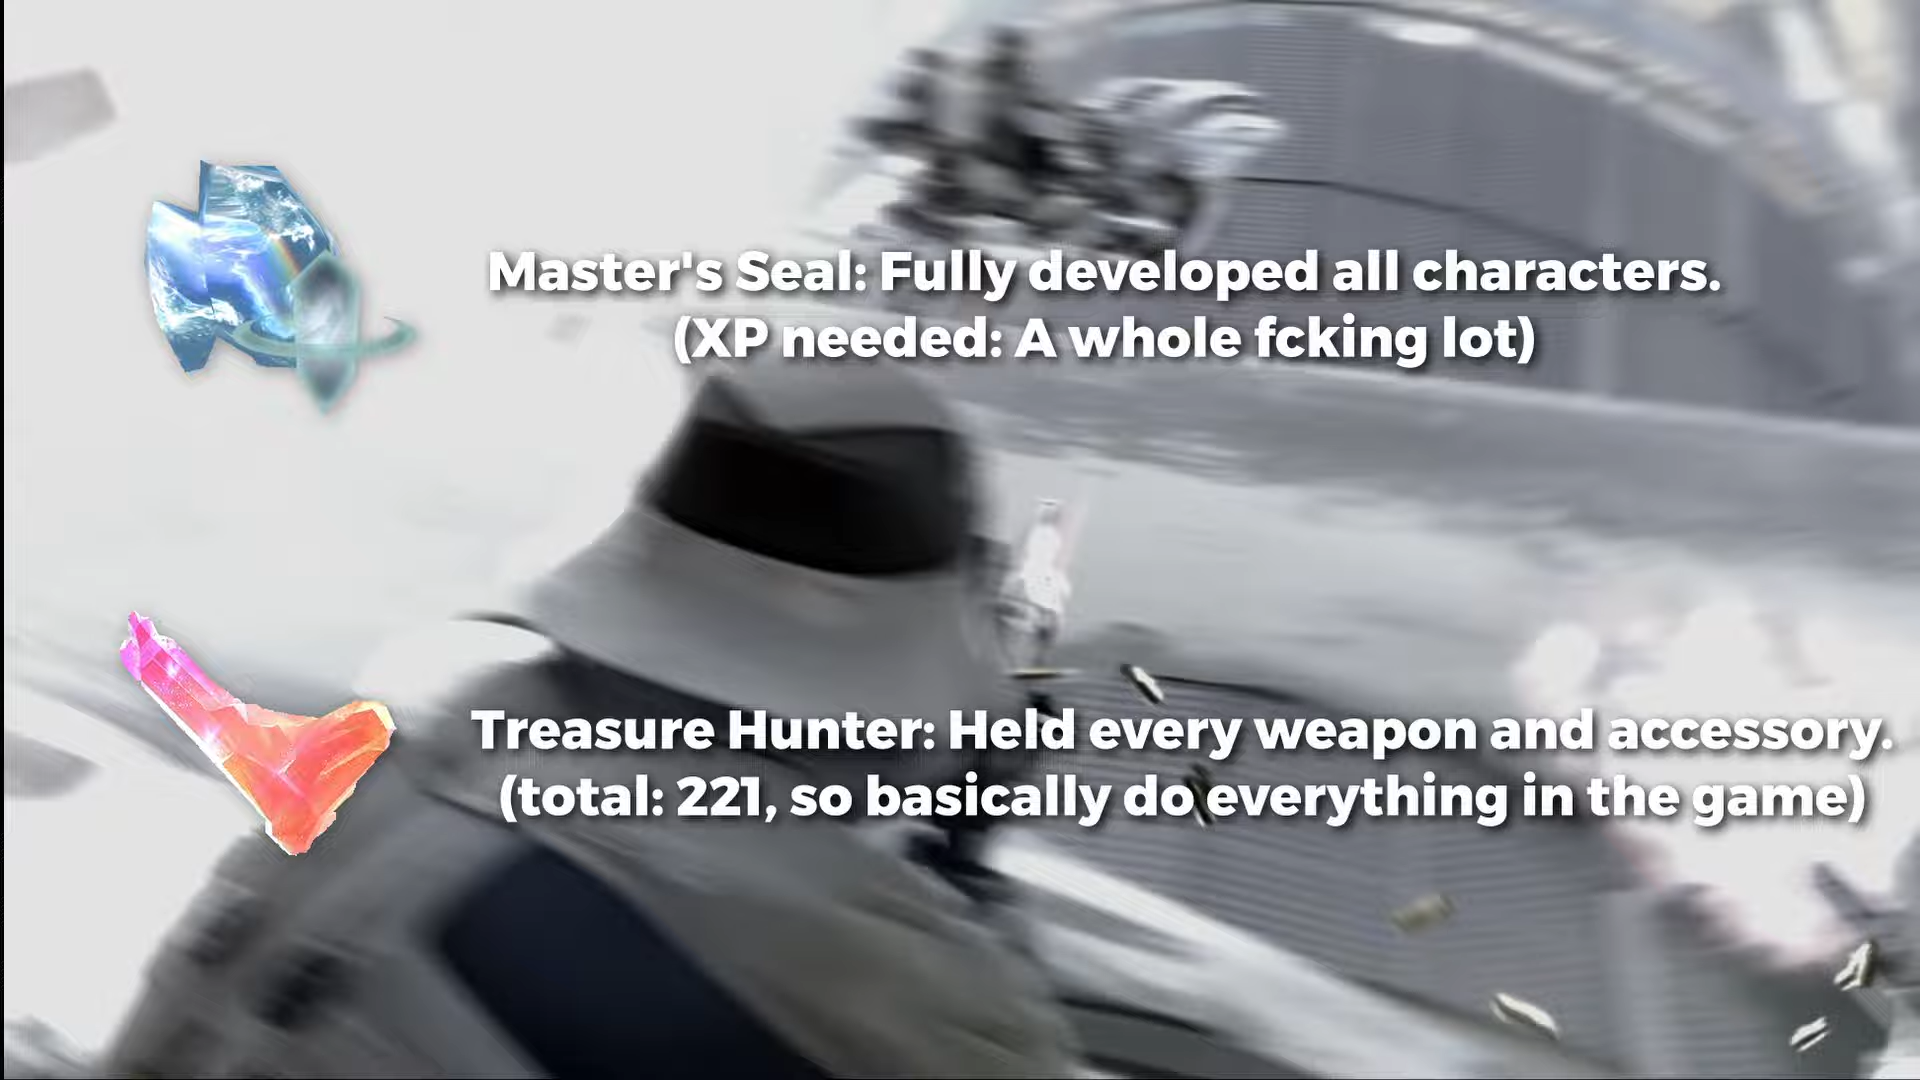 Master's Seal: Fully developed all characters.
(XP needed: A whole fcking lot)
Treasure Hunter: Held every weapon and accessory.
(total: 221, so basically do everything in the game)